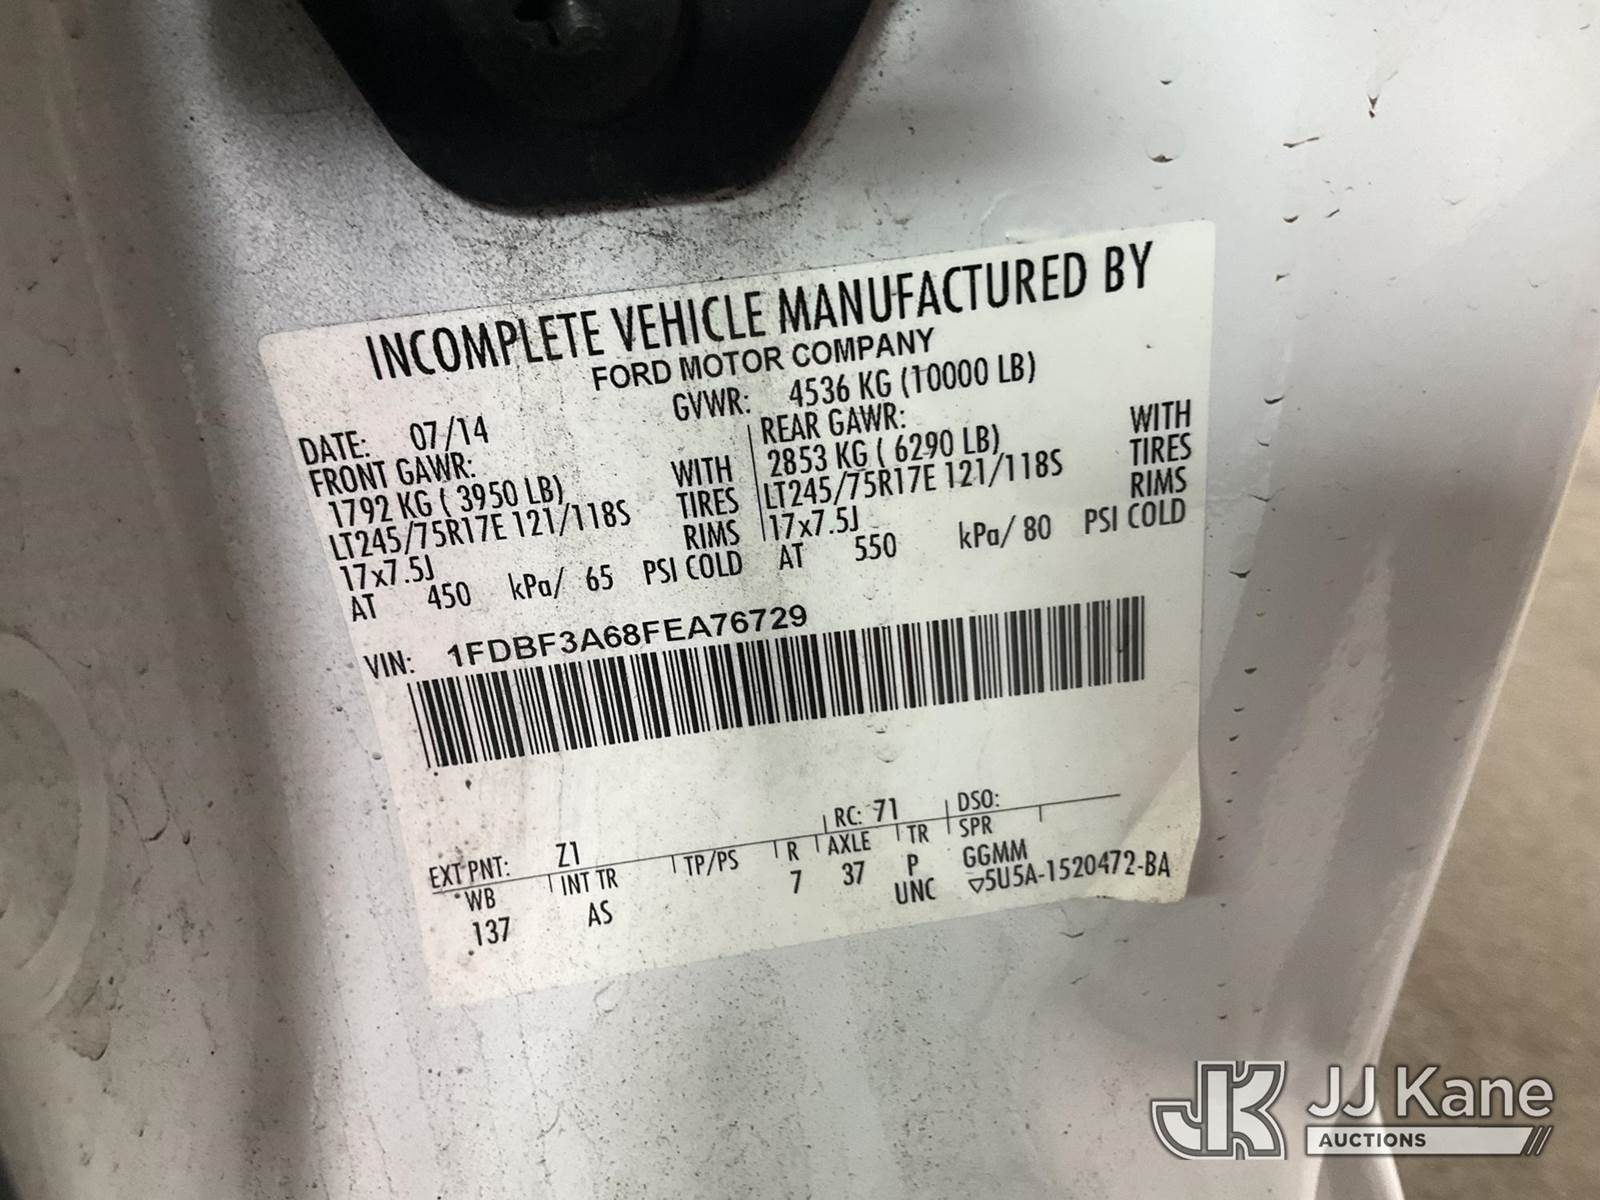 INCOMPLETE VEHICLE MANUFACTURED BY
FORD MOTOR COMPANY
DATE: 07/14 GVWR: 4536 KG (10000 LB)
FRONT GAWR: REAR GAWR:
1792 KG ( 3950 LB) WITH 2853 KG ( 6290 LB) WITH
LT245/75R17E 121/118S TIRES LT245/75R17E 121/118S TIRES
17x7.5J RIMS 17x7.5J RIMS
AT 450 kPa/ 65 PSI COLD AT 550 kPa/ 80 PSI COLD
VIN: 1FDBF3A68FEA76729
EXT PNT: Z1 RC: 71 DSO:
WB INT TR TP/PS R AXLE TR SPR
137 AS 7 37 P GGMM
UNC ▽5U5A-1520472-BA
JK JJ Kane
AUCTIONS